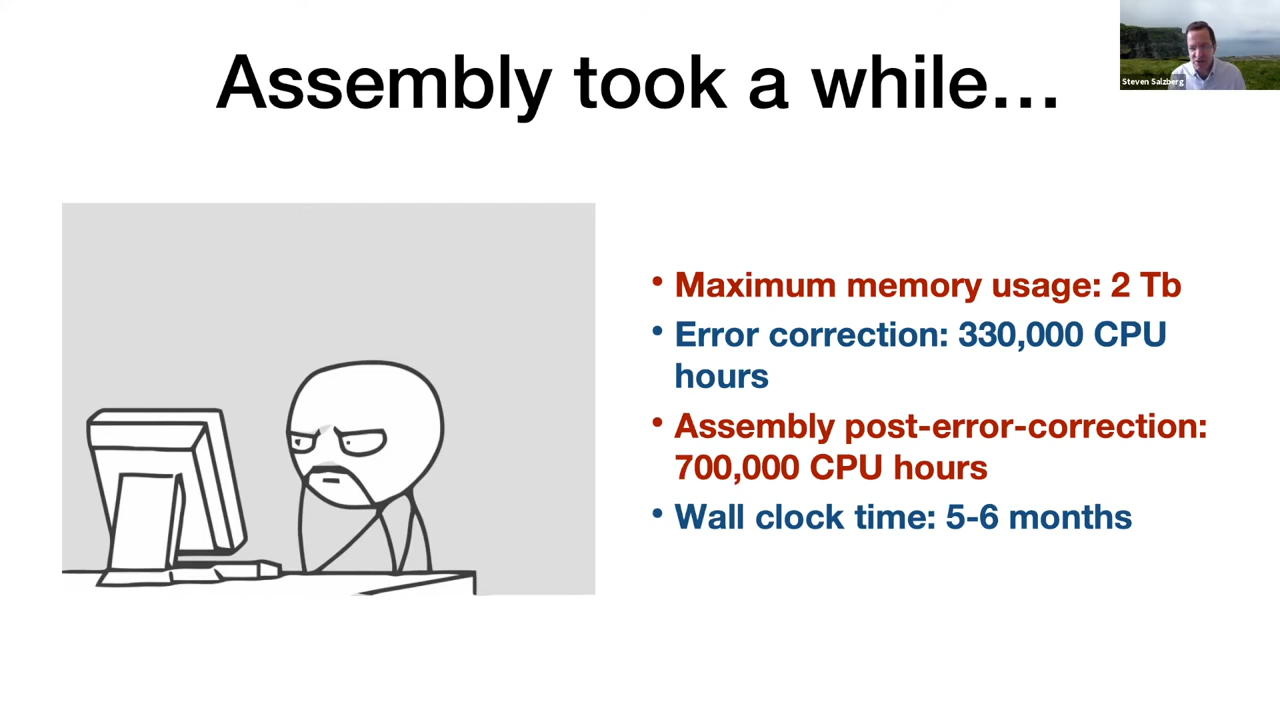 Assembly took a while…
Steven Salzberg
• Maximum memory usage: 2 Tb
• Error correction: 330,000 CPU
hours
• Assembly post-error-correction:
700,000 CPU hours
• Wall clock time: 5-6 months